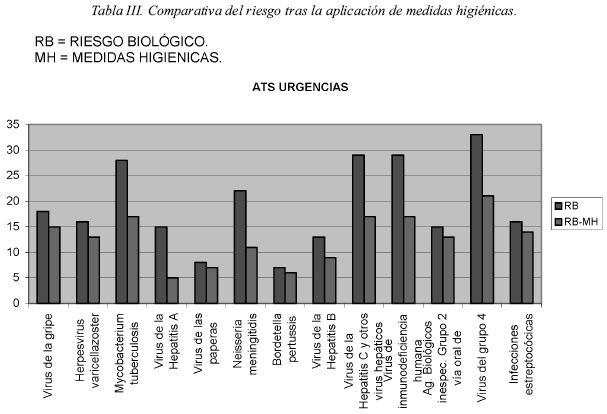 Tabla III. Comparativa del riesgo tras la aplicación de medidas higiénicas.
RB = RIESGO BIOLÓGICO.
MH = MEDIDAS HIGIENICAS.
ATS URGENCIAS
35
30
25
20
15
10
5
0
RB
RB-MH
Virus de la gripe
Herpesvirus
varicellazoster
Mycobacterium
tuberculosis
Virus de la
Hepatitis A
Virus de las
paperas
Neisseria
meningitidis
Bordetella
pertussis
Virus de la
Hepatitis B
Virus de la
Hepatitis C y otros
virus hepáticos
Virus de
inmunodeficiencia
humana
Ag. Biológicos
inespec. Grupo 2
vía oral de
Virus del grupo 4
Infecciones
estreptocócicas